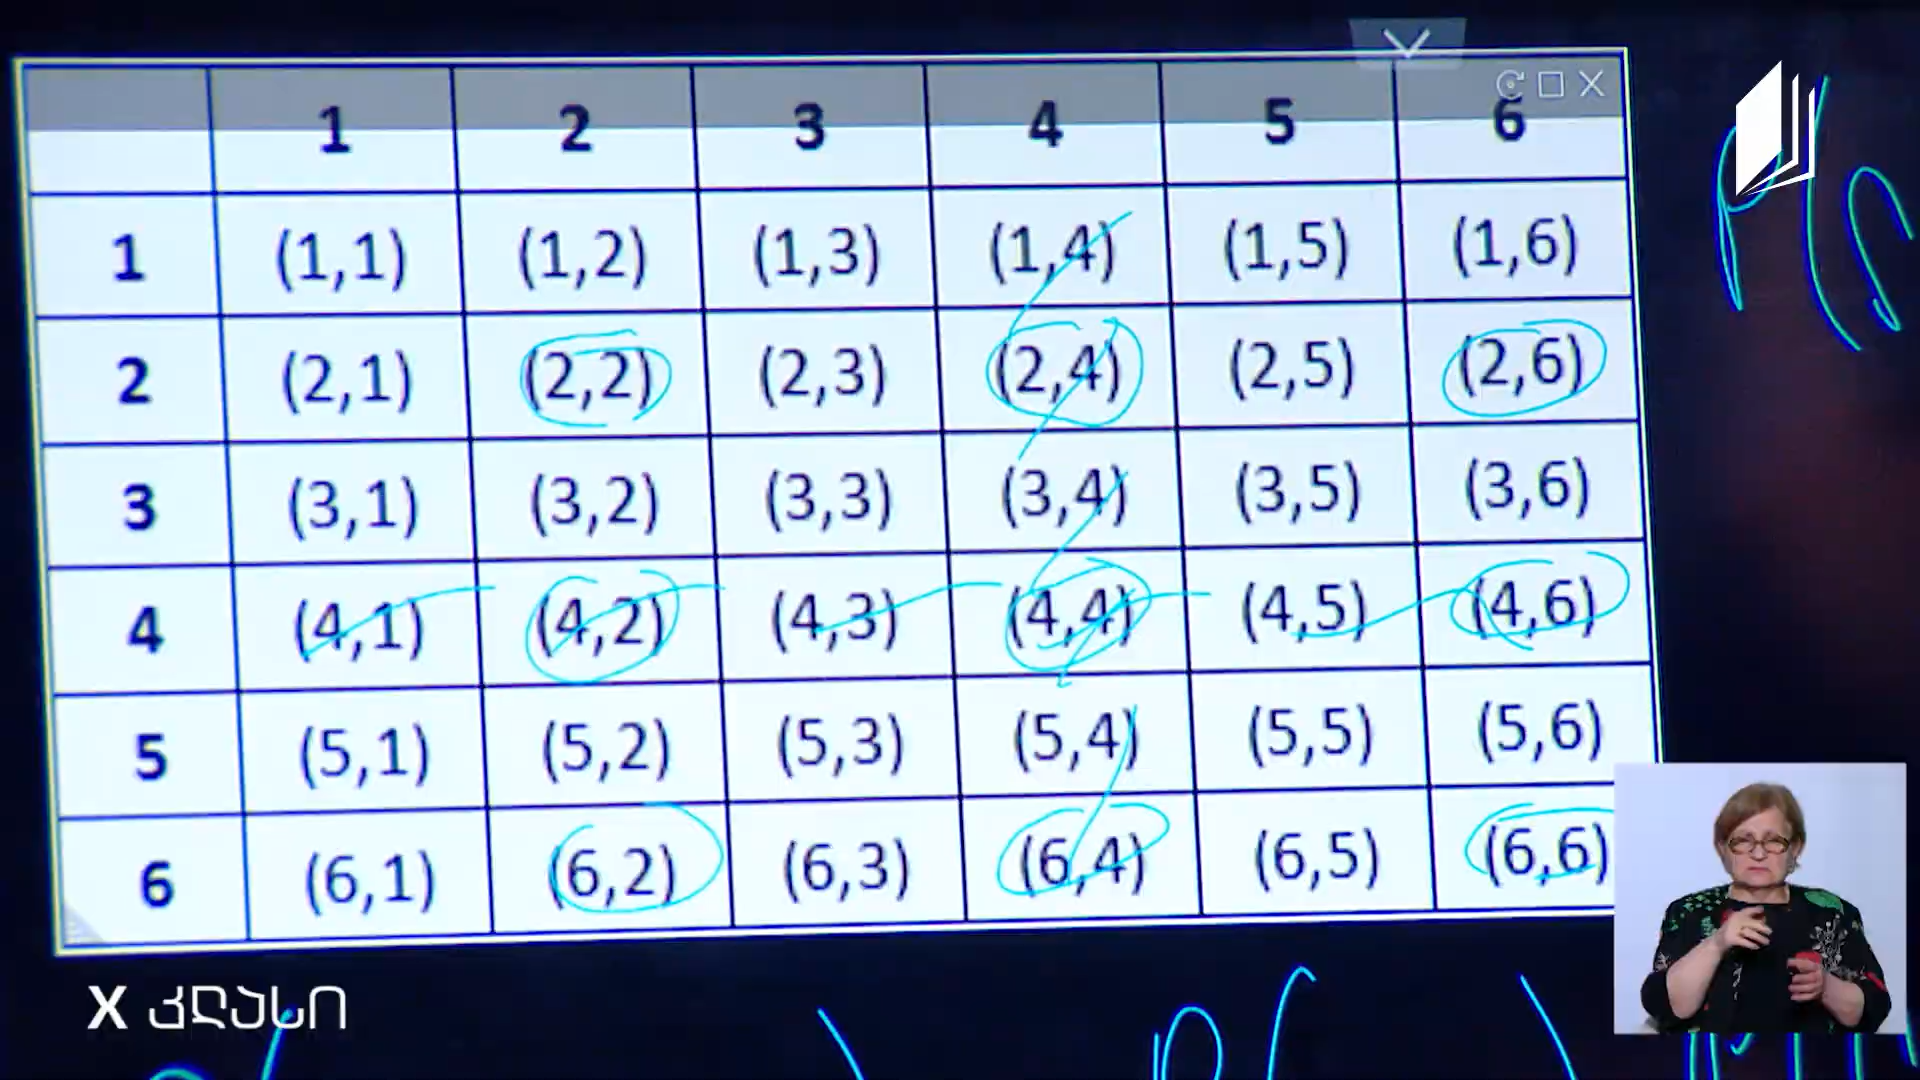 1 2 3 4 5 6
1 (1,1) (1,2) (1,3) (1,4) (1,5) (1,6)
2 (2,1) (2,2) (2,3) (2,4) (2,5) (2,6)
3 (3,1) (3,2) (3,3) (3,4) (3,5) (3,6)
4 (4,1) (4,2) (4,3) (4,4) (4,5) (4,6)
5 (5,1) (5,2) (5,3) (5,4) (5,5) (5,6)
6 (6,1) (6,2) (6,3) (6,4) (6,5) (6,6)
X კლასი